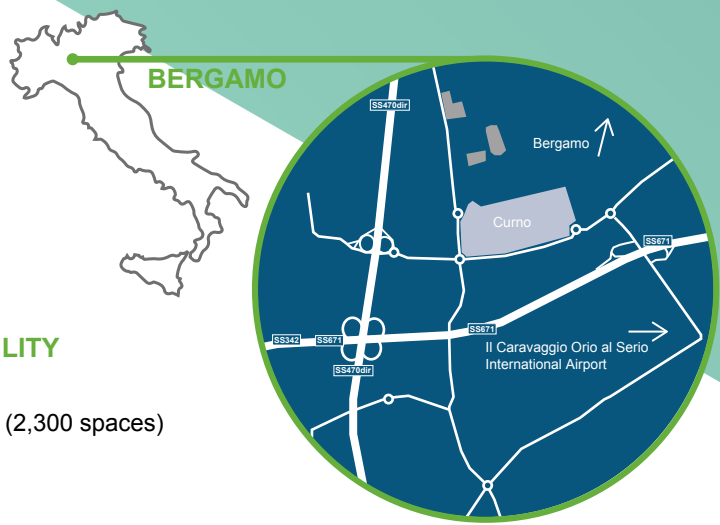 BERGAMO
SS470dir
Bergamo
Curno
SS671
SS342
SS671
SS671
SS470dir
Il Caravaggio Orio al Serio
International Airport
LITY
(2,300 spaces)